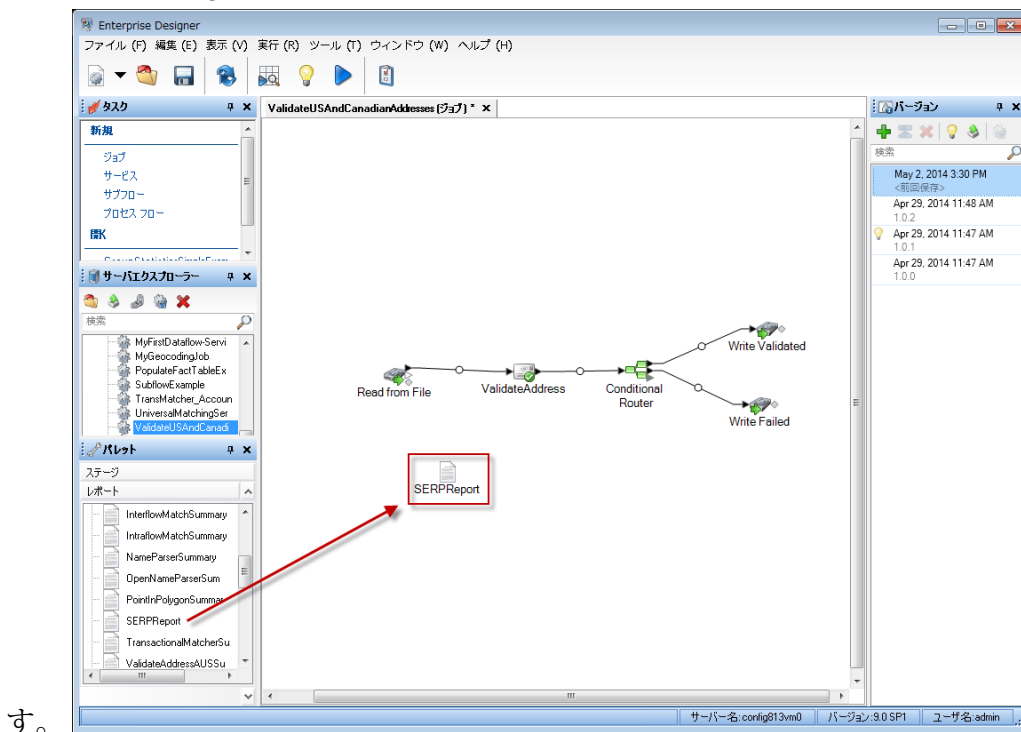 Enterprise Designer
ファイル (F) 編集 (E) 表示 (V) 実行 (R) ツール (T) ウィンドウ (W) ヘルプ (H)
タスク
新規
ジョブ
サービス
サブフロー
プロセス フロー
開く
サーバエクスプローラー
検索
MyFirstDataflow-Servi
MyGeocodingJob
PopulateFactTableEx
SubflowExample
TransMatcher_Accoun
UniversalMatchingSer
ValidateUSAndCanadi
パレット
ステージ
レポート
InterflowMatchSummary
IntraflowMatchSummary
NameParserSummary
OpenNameParserSum
PointInPolygonSummar
SERPReport
TransactionalMatcherSu
ValidateAddressAUSSu
ValidateUSAndCanadianAddresses (ジョブ) *
Read from File
ValidateAddress
Conditional
Router
Write Validated
Write Failed
SERPReport
バージョン
検索
May 2, 2014 3:30 PM
<前回保存>
Apr 29, 2014 11:48 AM
1.0.2
Apr 29, 2014 11:47 AM
1.0.1
Apr 29, 2014 11:47 AM
1.0.0
サーバー名: config813vm0 バージョン: 9.0 SP1 ユーザ名: admin
す。